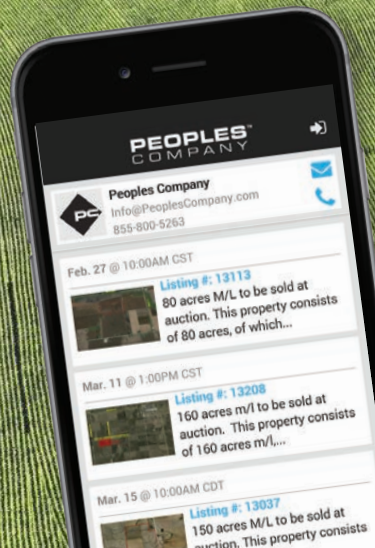 PEOPLES™
COMPANY
pc
Peoples Company
Info@PeoplesCompany.com
855-800-5263
Feb. 27 @ 10:00AM CST
Listing #: 13113
80 acres M/L to be sold at
auction. This property consists
of 80 acres, of which...
Mar. 11 @ 1:00PM CST
Listing #: 13208
160 acres m/l to be sold at
auction. This property consists
of 160 acres m/l,...
Mar. 15 @ 10:00AM CDT
Listing #: 13037
150 acres M/L to be sold at
auction. This property consists